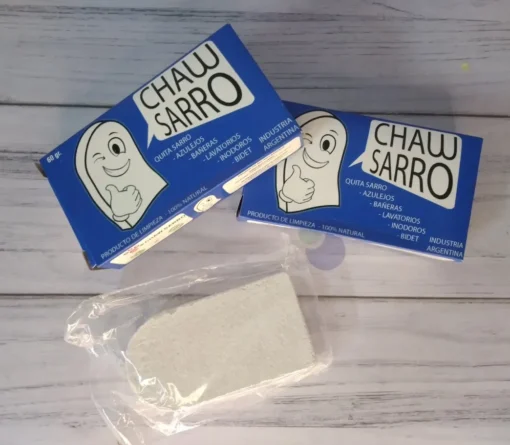 60 gr.
CHAW
SARRO
QUITA SARRO
- AZULEJOS
- BAÑERAS
- LAVATORIOS
- INODOROS
BIDET
INDUSTRIA
ARGENTINA
PRODUCTO DE LIMPIEZA - 100% NATURAL
CHAW
SARRO
QUITA SARRO
- AZULEJOS
- BAÑERAS
- LAVATORIOS
- INODOROS
BIDET
INDUSTRIA
ARGENTINA
PRODUCTO DE LIMPIEZA - 100% NATURAL